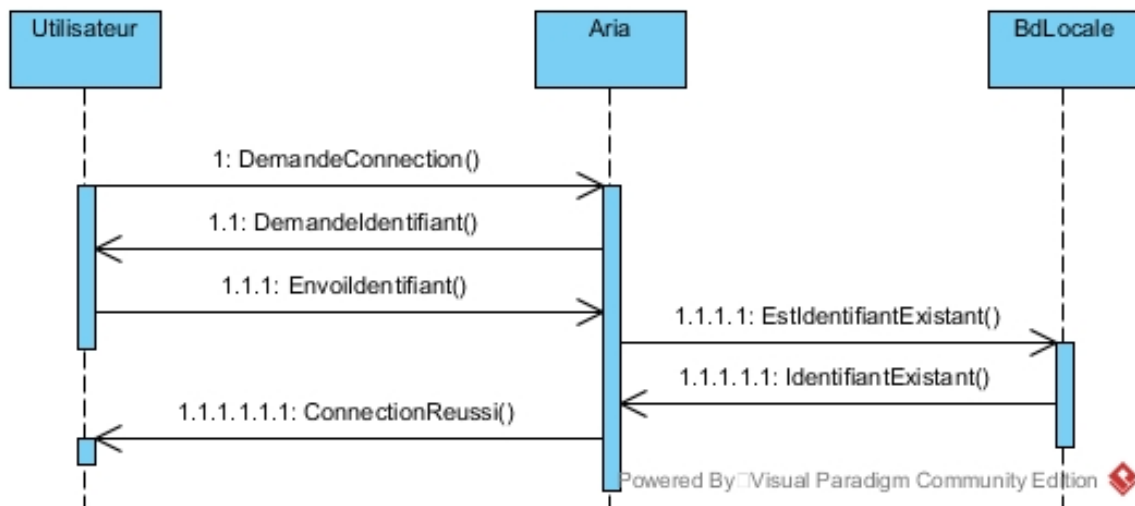 Utilisateur
Aria
BdLocale
1: DemandeConnection()
1.1: DemandeIdentifiant()
1.1.1: EnvoiIdentifiant()
1.1.1.1: EstIdentifiantExistant()
1.1.1.1.1: IdentifiantExistant()
1.1.1.1.1.1: ConnectionReussi()
Powered By Visual Paradigm Community Edition